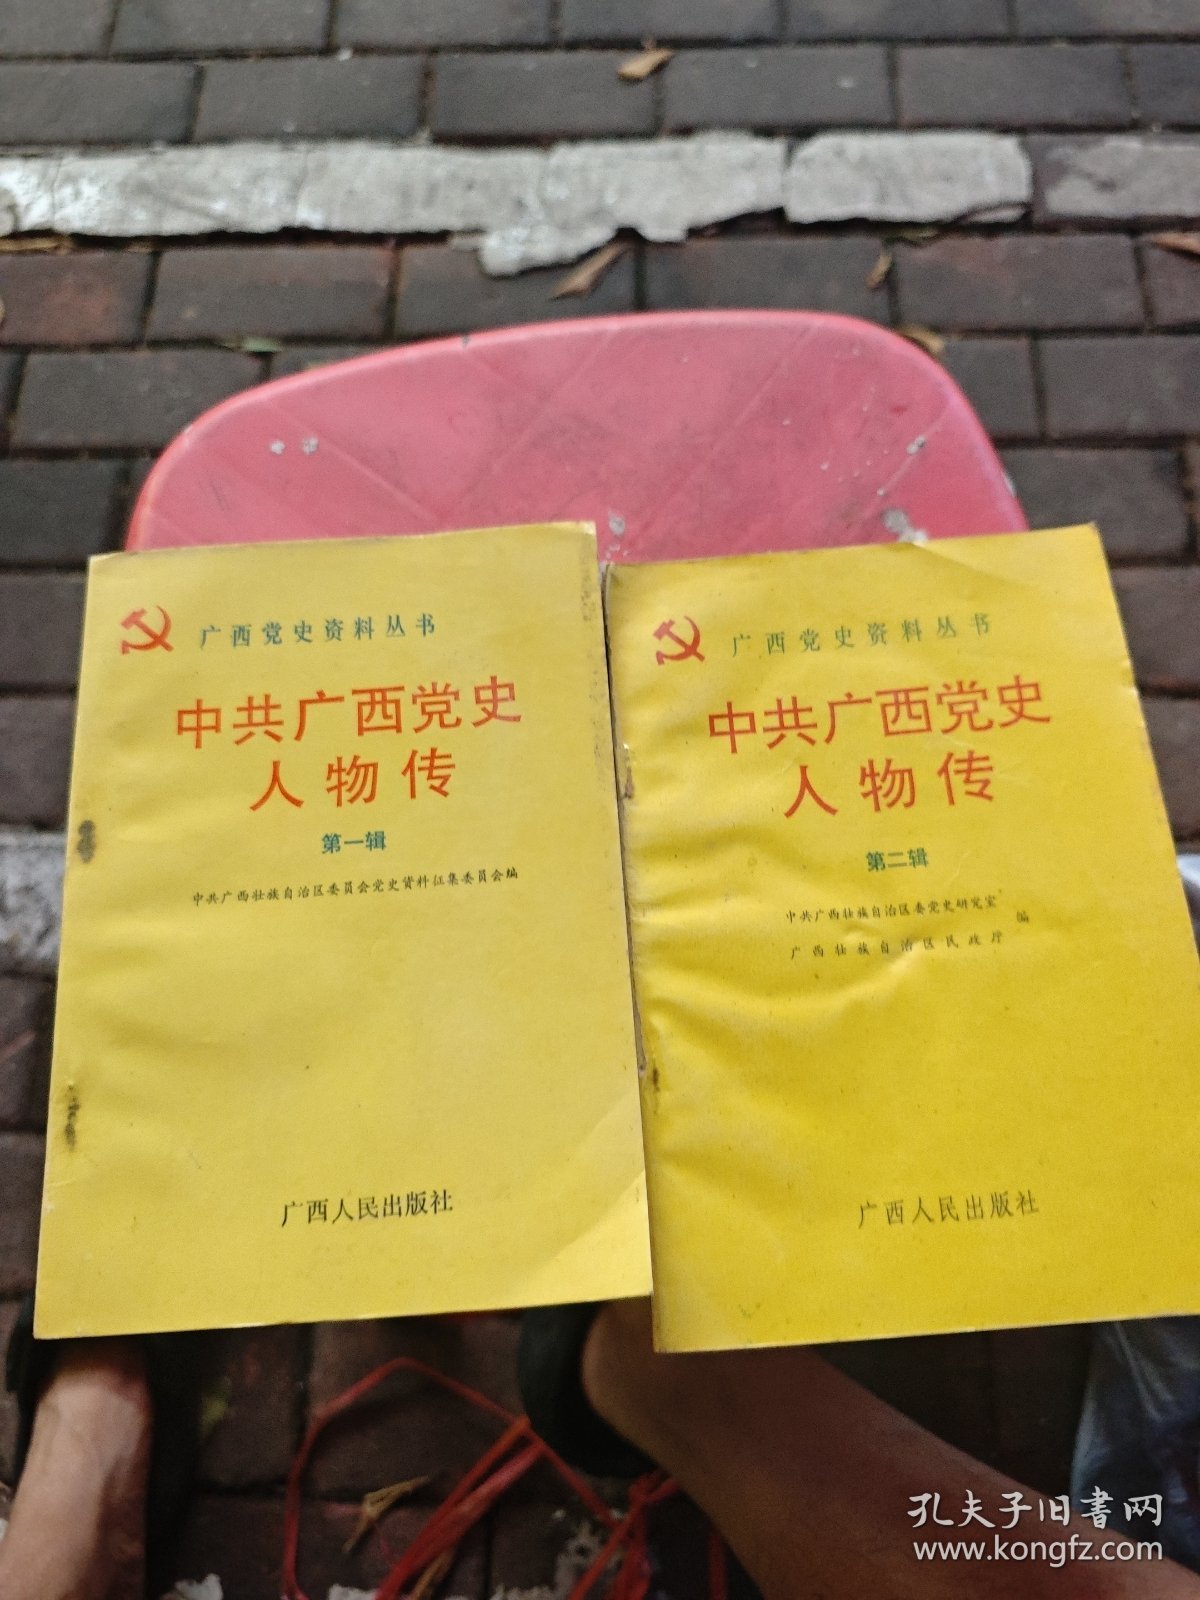 广西党史资料丛书
中共广西党史
人物传
第一辑
中共广西壮族自治区委员会党史资料征集委员会编
广西人民出版社
广西党史资料丛书
中共广西党史
人物传
第二辑
中共广西壮族自治区委党史研究室
广西壮族自治区民政厅
编
广西人民出版社
孔夫子旧书网
www.kongfz.com